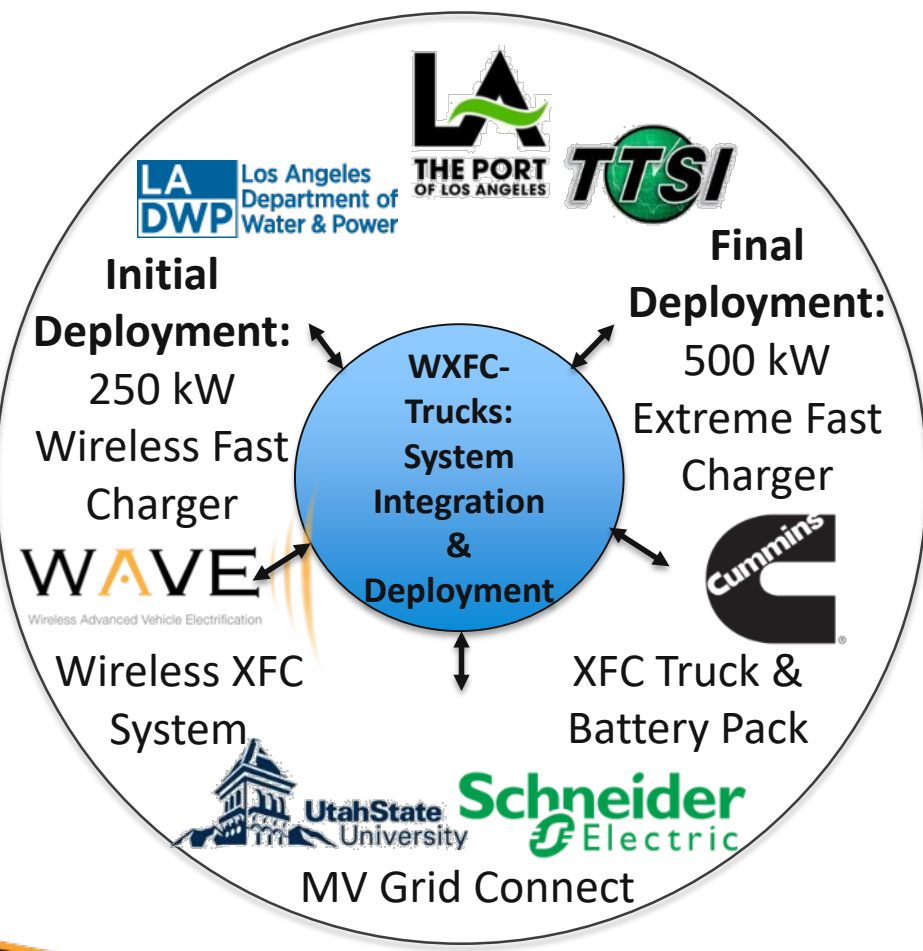 LA
THE PORT
OF LOS ANGELES
TTSI
LA
DWP
Los Angeles
Department of
Water & Power
Initial
Deployment:
250 kW
Wireless Fast
Charger
Final
Deployment:
500 kW
Extreme Fast
Charger
WXFC-
Trucks:
System
Integration
&
Deployment
WAVE
Wireless Advanced Vehicle Electrification
Wireless XFC
System
Cummins
®
XFC Truck &
Battery Pack
UtahState
University
Schneider
Electric
MV Grid Connect